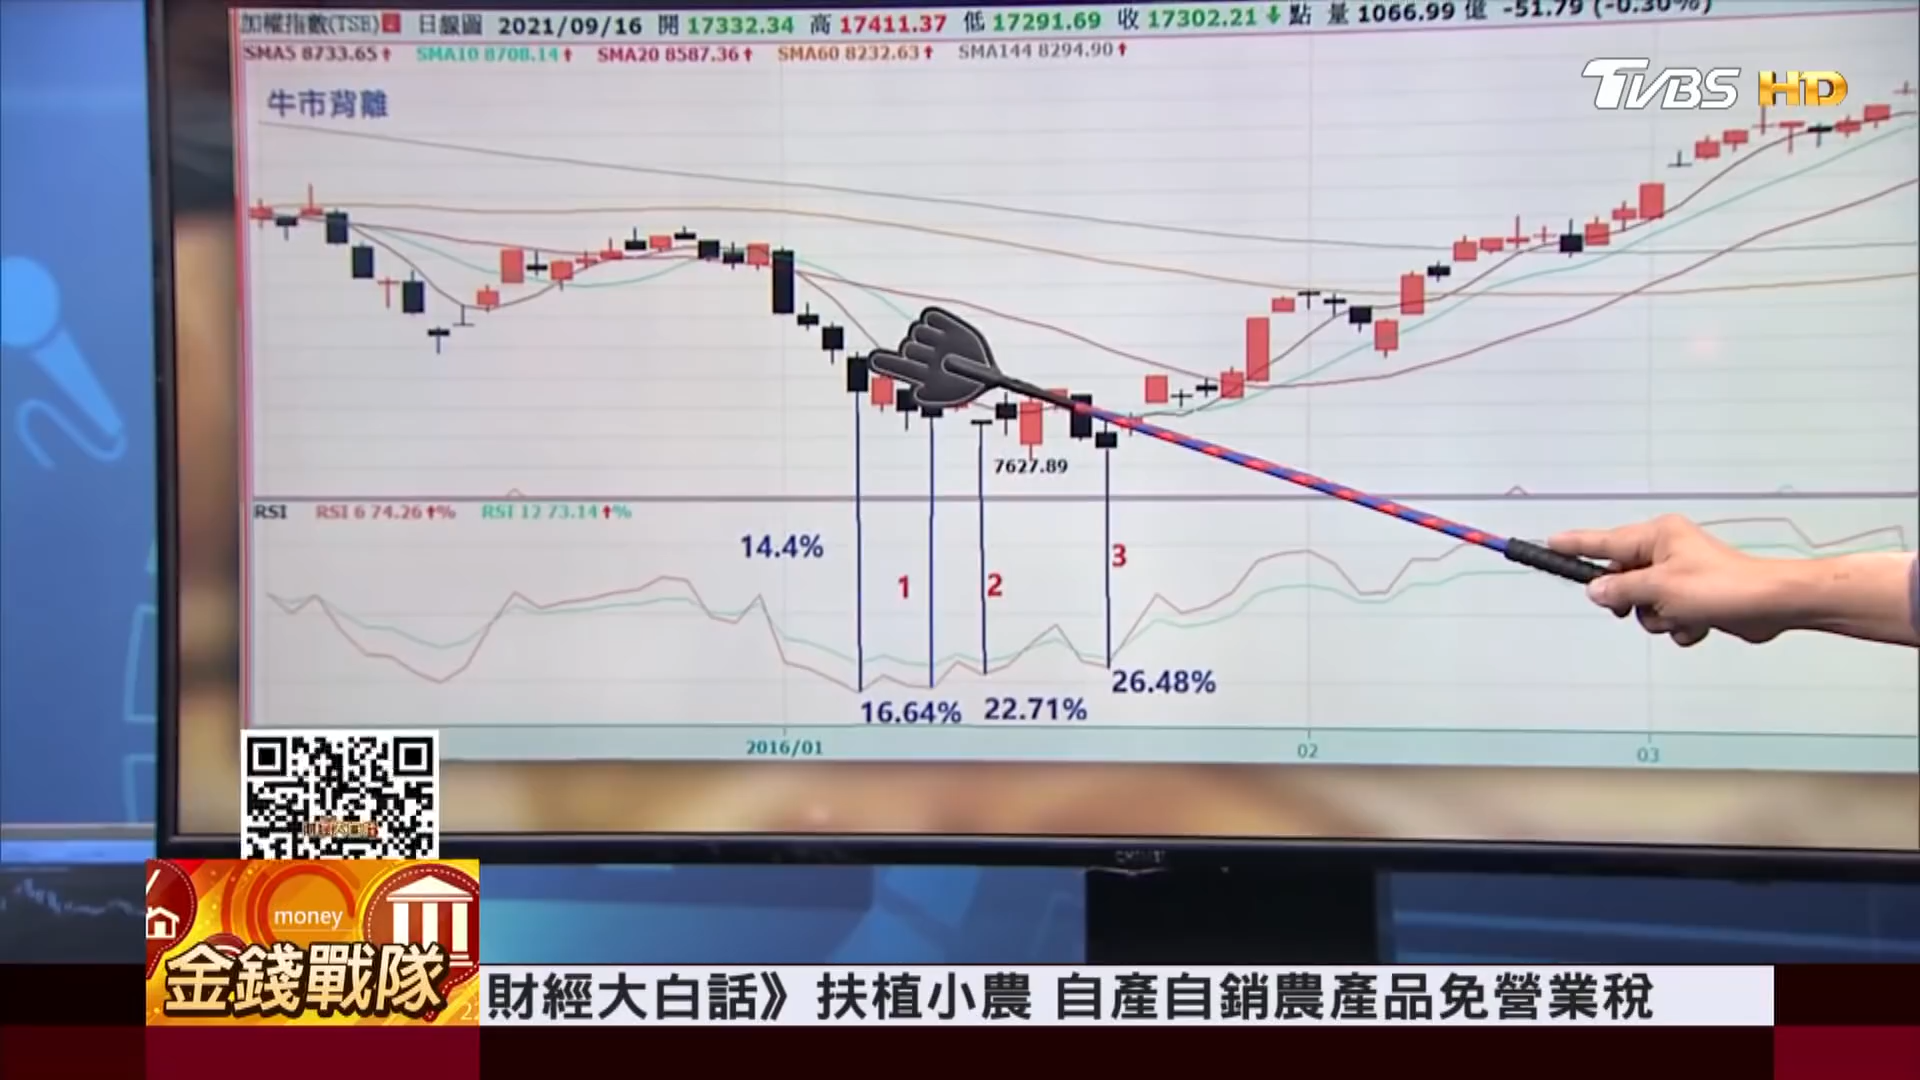 加權指數(TSE) 日線圖 2021/09/16 開 17332.34 高 17411.37 低 17291.69 收 17302.21↓ 點 量 1066.99 億 -51.79 (-0.30%)
SMA5 8733.65↑ SMA10 8708.14↑ SMA20 8587.36↑ SMA60 8232.63↑ SMA144 8294.90↑
TVBS HD
牛市背離
7627.89
RSI RSI 6 74.26↑% RSI 12 73.14↑%
14.4%
1
2
3
16.64%
22.71%
26.48%
2016/01
02
03
money
金錢戰隊
財經大白話》扶植小農 自產自銷農產品免營業稅